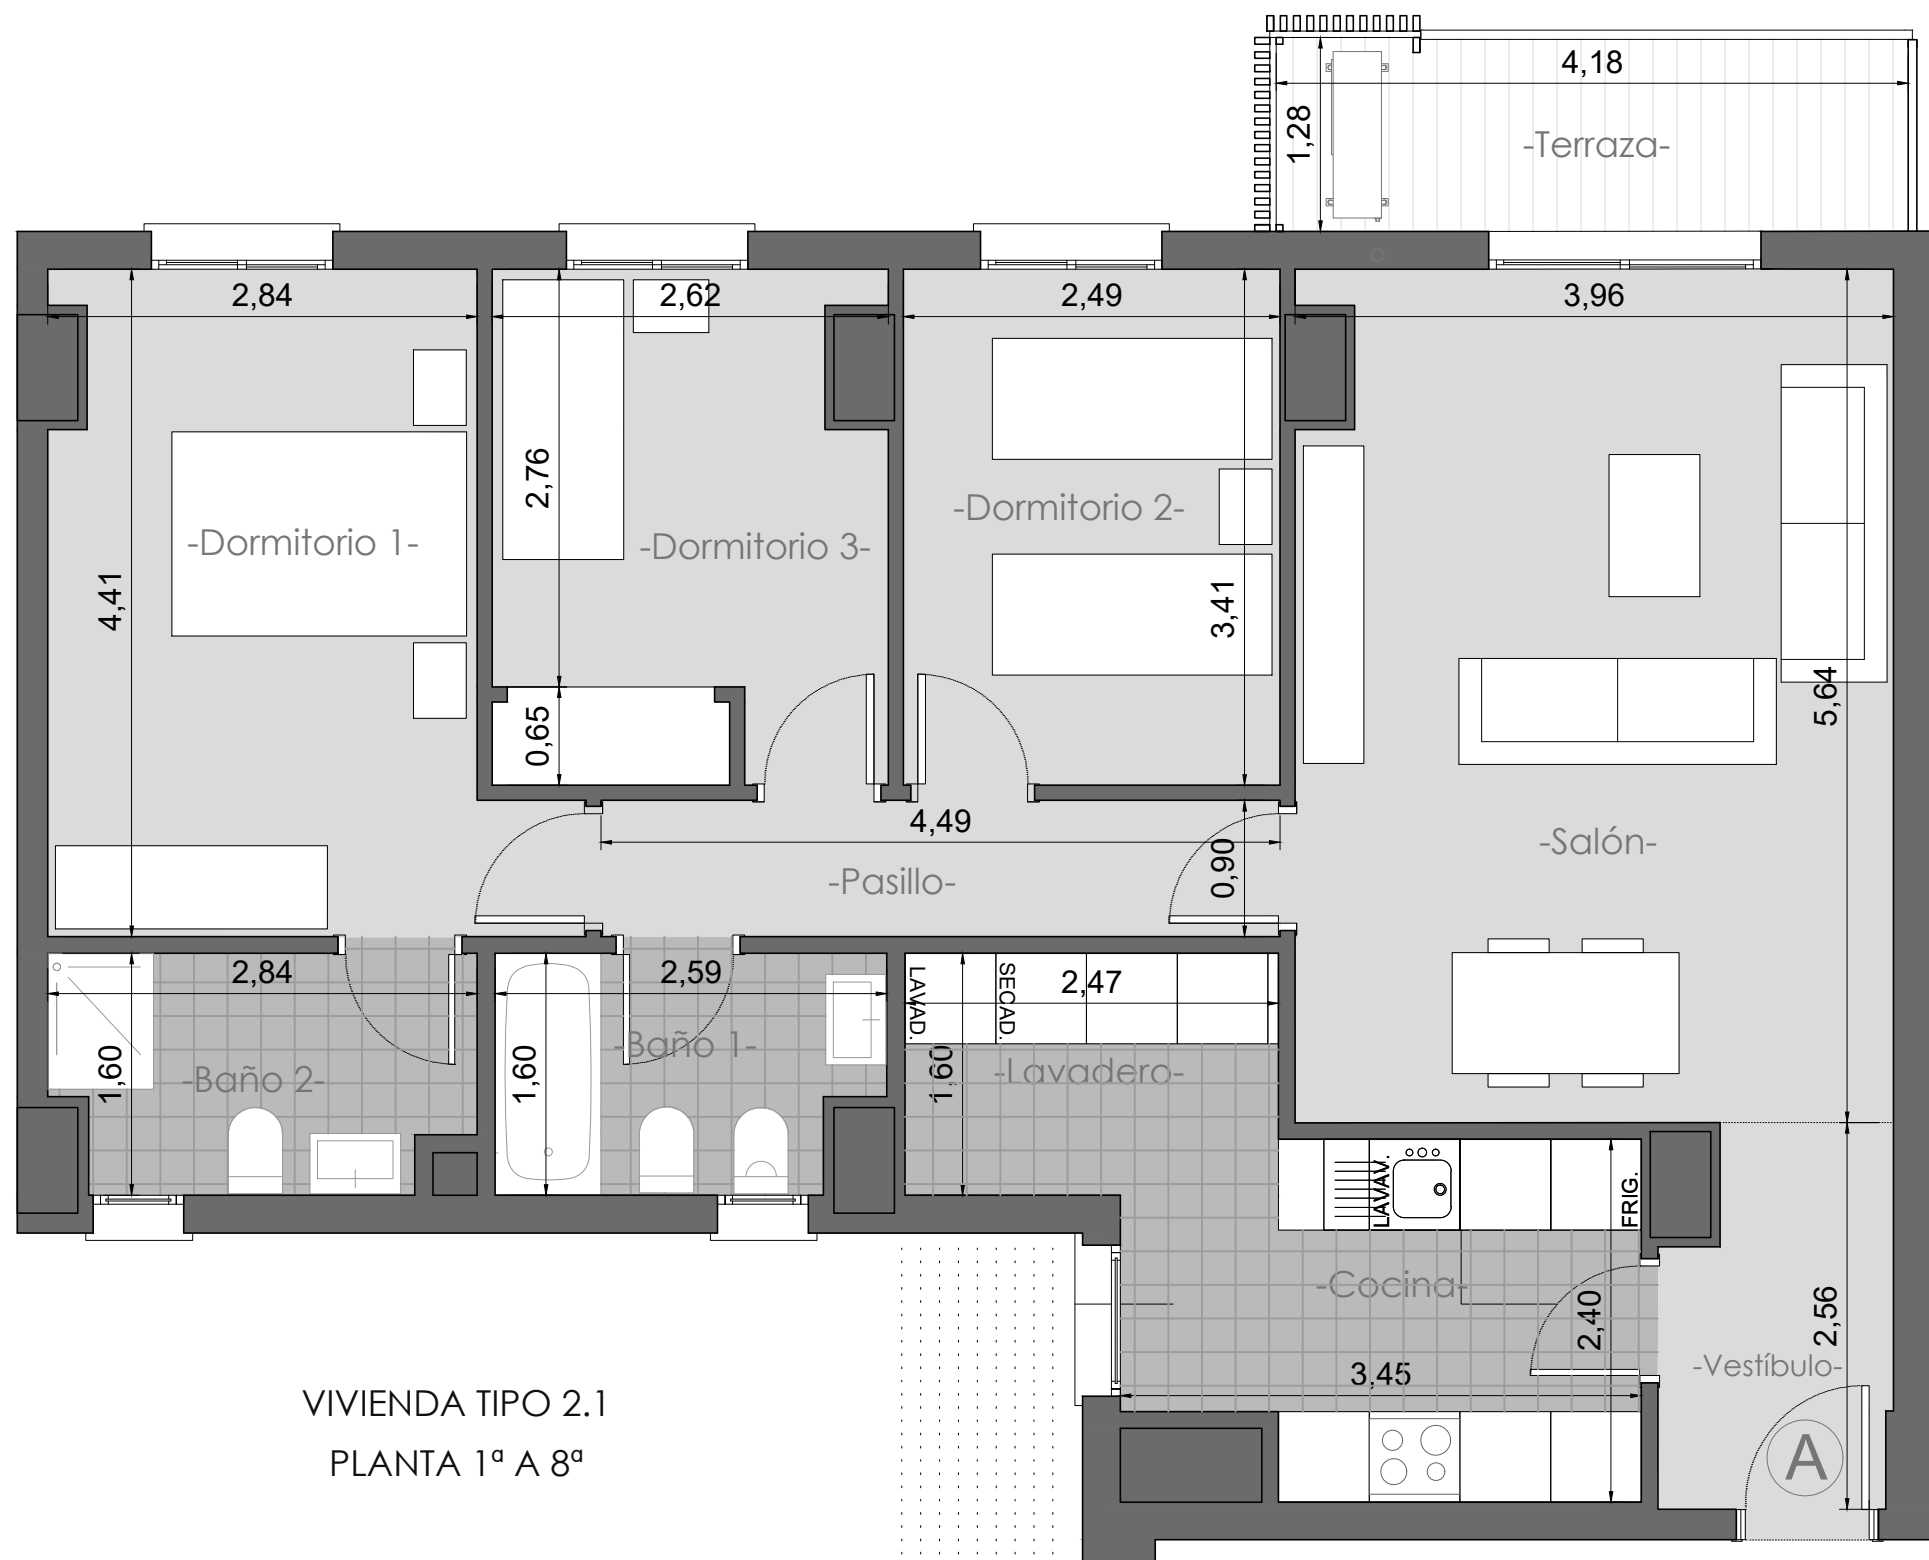 4,18
1,28
-Terraza-
2,84
2,62
2,49
3,96
2,76
-Dormitorio 1-
-Dormitorio 3-
-Dormitorio 2-
4,41
3,41
5,64
0,65
4,49
-Salón-
0,90
-Pasillo-
2,84
2,59
LAVAD.
SECAD.
2,47
1,60
-Baño 2-
1,60
-Baño 1-
1,60
-Lavadero-
LAVAV.
FRIG.
-Cocina-
2,40
2,56
3,45
-Vestíbulo-
VIVIENDA TIPO 2.1
PLANTA 1ª A 8ª
A